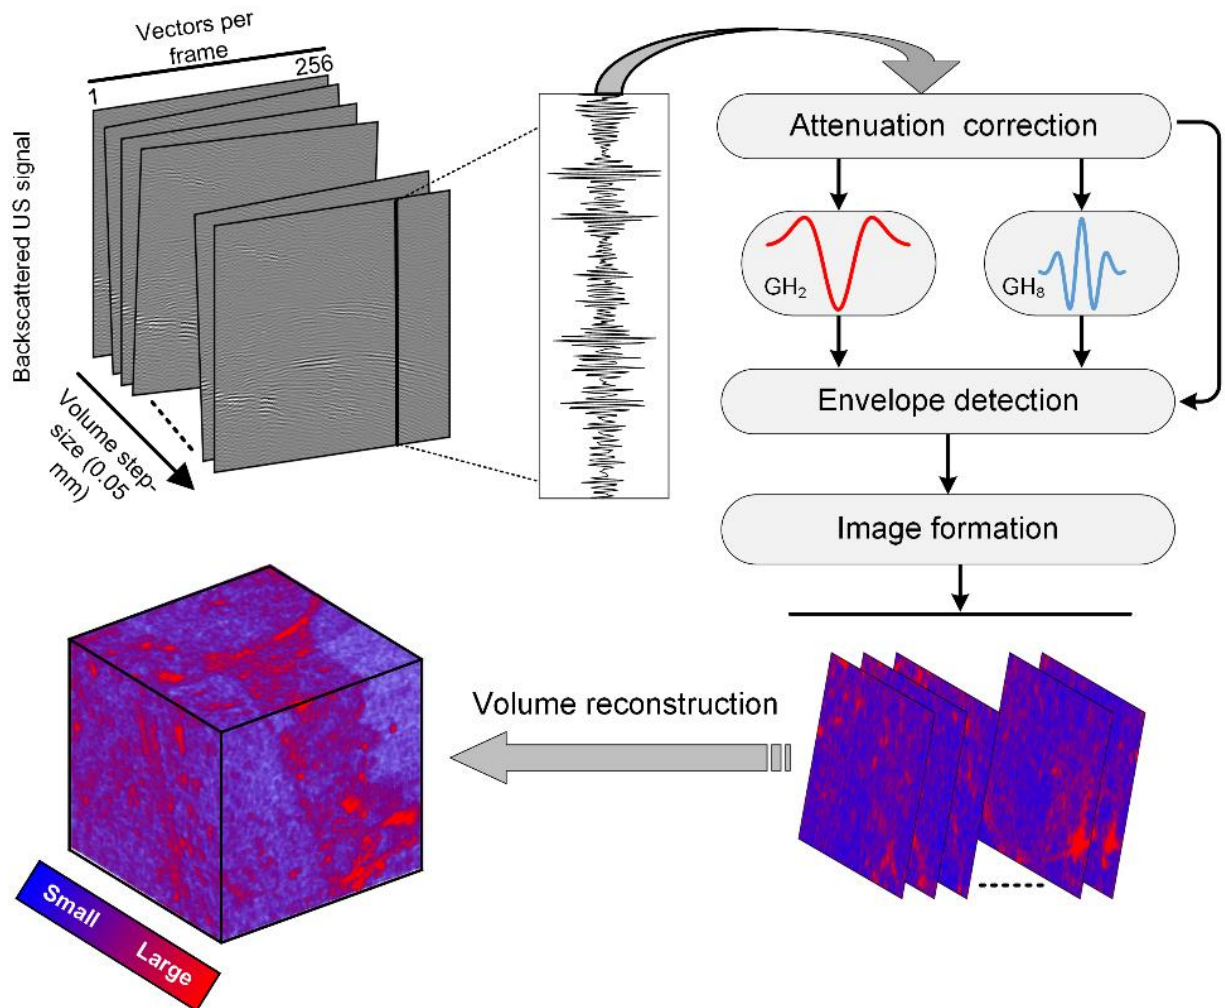 Vectors per
frame
1
256
Backscattered US signal
Volume step-
size (0.05
mm)
Attenuation correction
GH₂
GH₈
Envelope detection
Image formation
Volume reconstruction
Small
Large